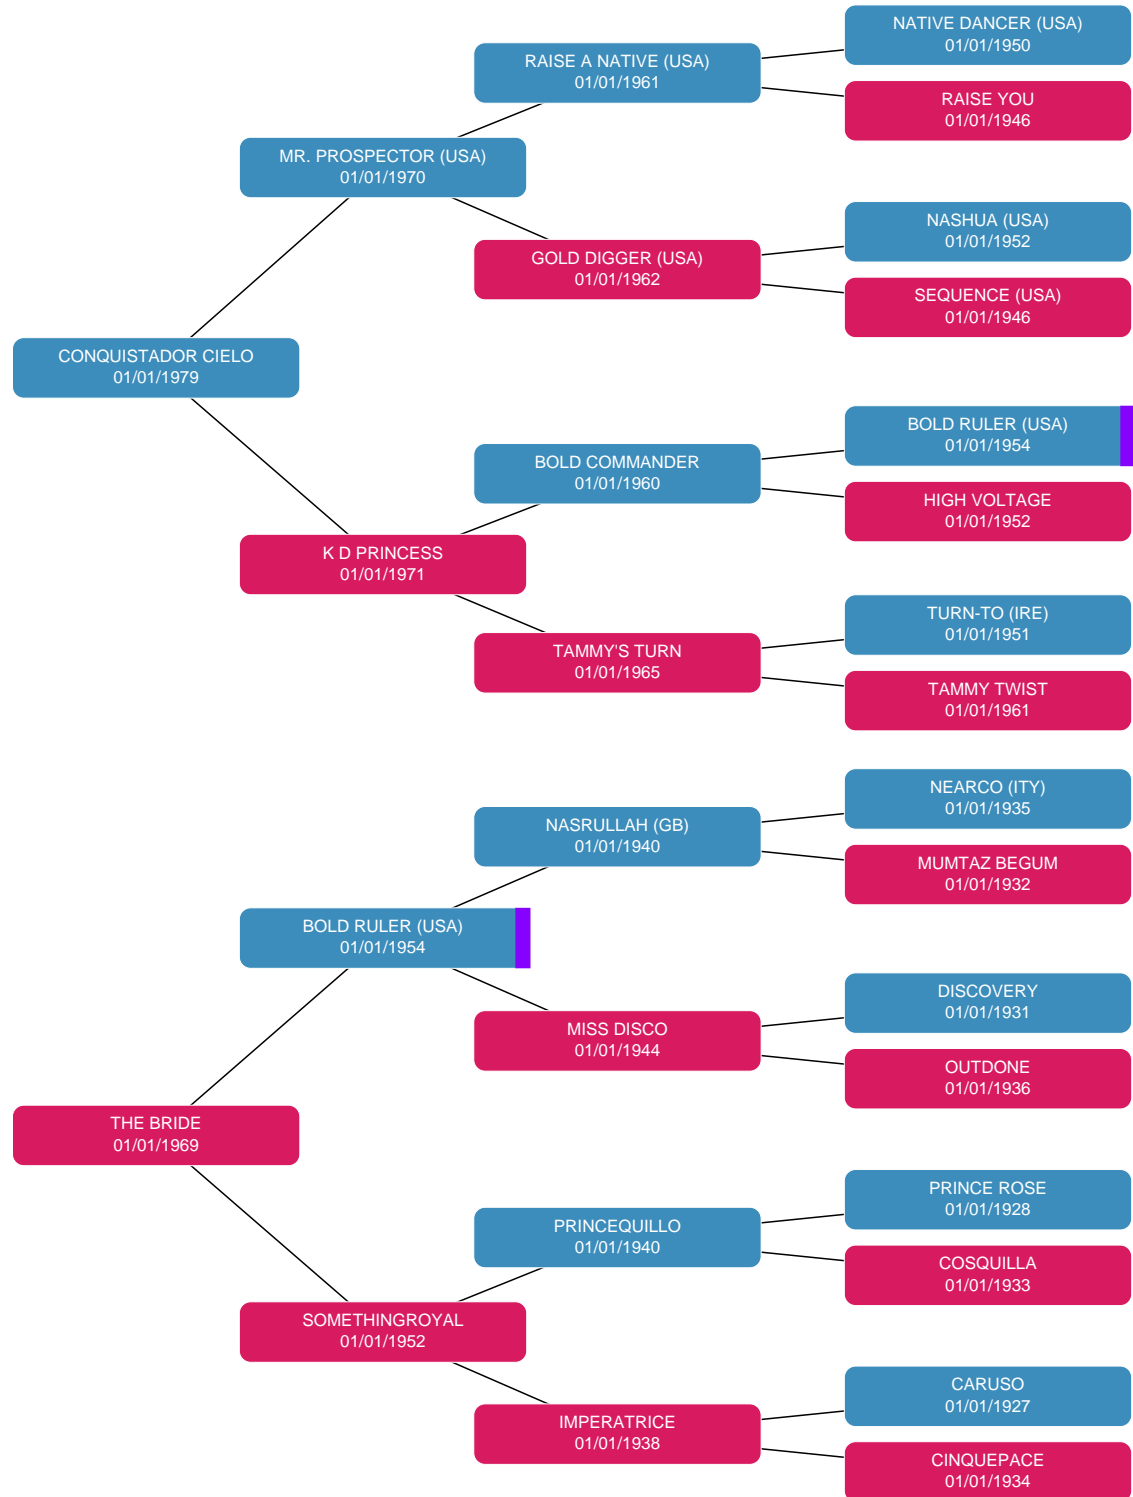 NATIVE DANCER (USA)
01/01/1950
RAISE A NATIVE (USA)
01/01/1961
RAISE YOU
01/01/1946
MR. PROSPECTOR (USA)
01/01/1970
NASHUA (USA)
01/01/1952
GOLD DIGGER (USA)
01/01/1962
SEQUENCE (USA)
01/01/1946
CONQUISTADOR CIELO
01/01/1979
BOLD RULER (USA)
01/01/1954
BOLD COMMANDER
01/01/1960
HIGH VOLTAGE
01/01/1952
K D PRINCESS
01/01/1971
TURN-TO (IRE)
01/01/1951
TAMMY'S TURN
01/01/1965
TAMMY TWIST
01/01/1961
NEARCO (ITY)
01/01/1935
NASRULLAH (GB)
01/01/1940
MUMTAZ BEGUM
01/01/1932
BOLD RULER (USA)
01/01/1954
DISCOVERY
01/01/1931
MISS DISCO
01/01/1944
OUTDONE
01/01/1936
THE BRIDE
01/01/1969
PRINCE ROSE
01/01/1928
PRINCEQUILLO
01/01/1940
COSQUILLA
01/01/1933
SOMETHINGROYAL
01/01/1952
CARUSO
01/01/1927
IMPERATRICE
01/01/1938
CINQUEPACE
01/01/1934